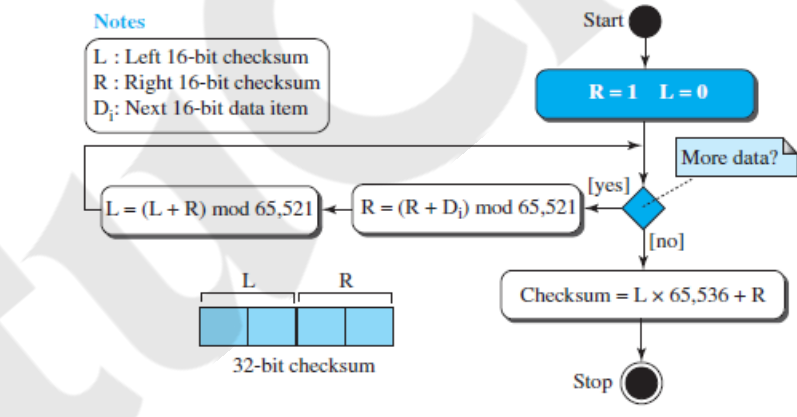 Notes
L : Left 16-bit checksum
R : Right 16-bit checksum
Di: Next 16-bit data item
Start
R = 1 L = 0
More data?
[yes]
R = (R + Di) mod 65,521
L = (L + R) mod 65,521
[no]
Checksum = L × 65,536 + R
L R
32-bit checksum
Stop